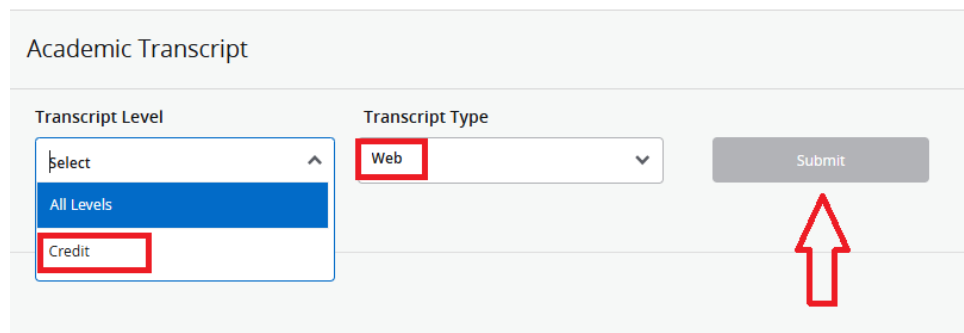 Academic Transcript
Transcript Level
Transcript Type
Select
Web
Submit
All Levels
Credit